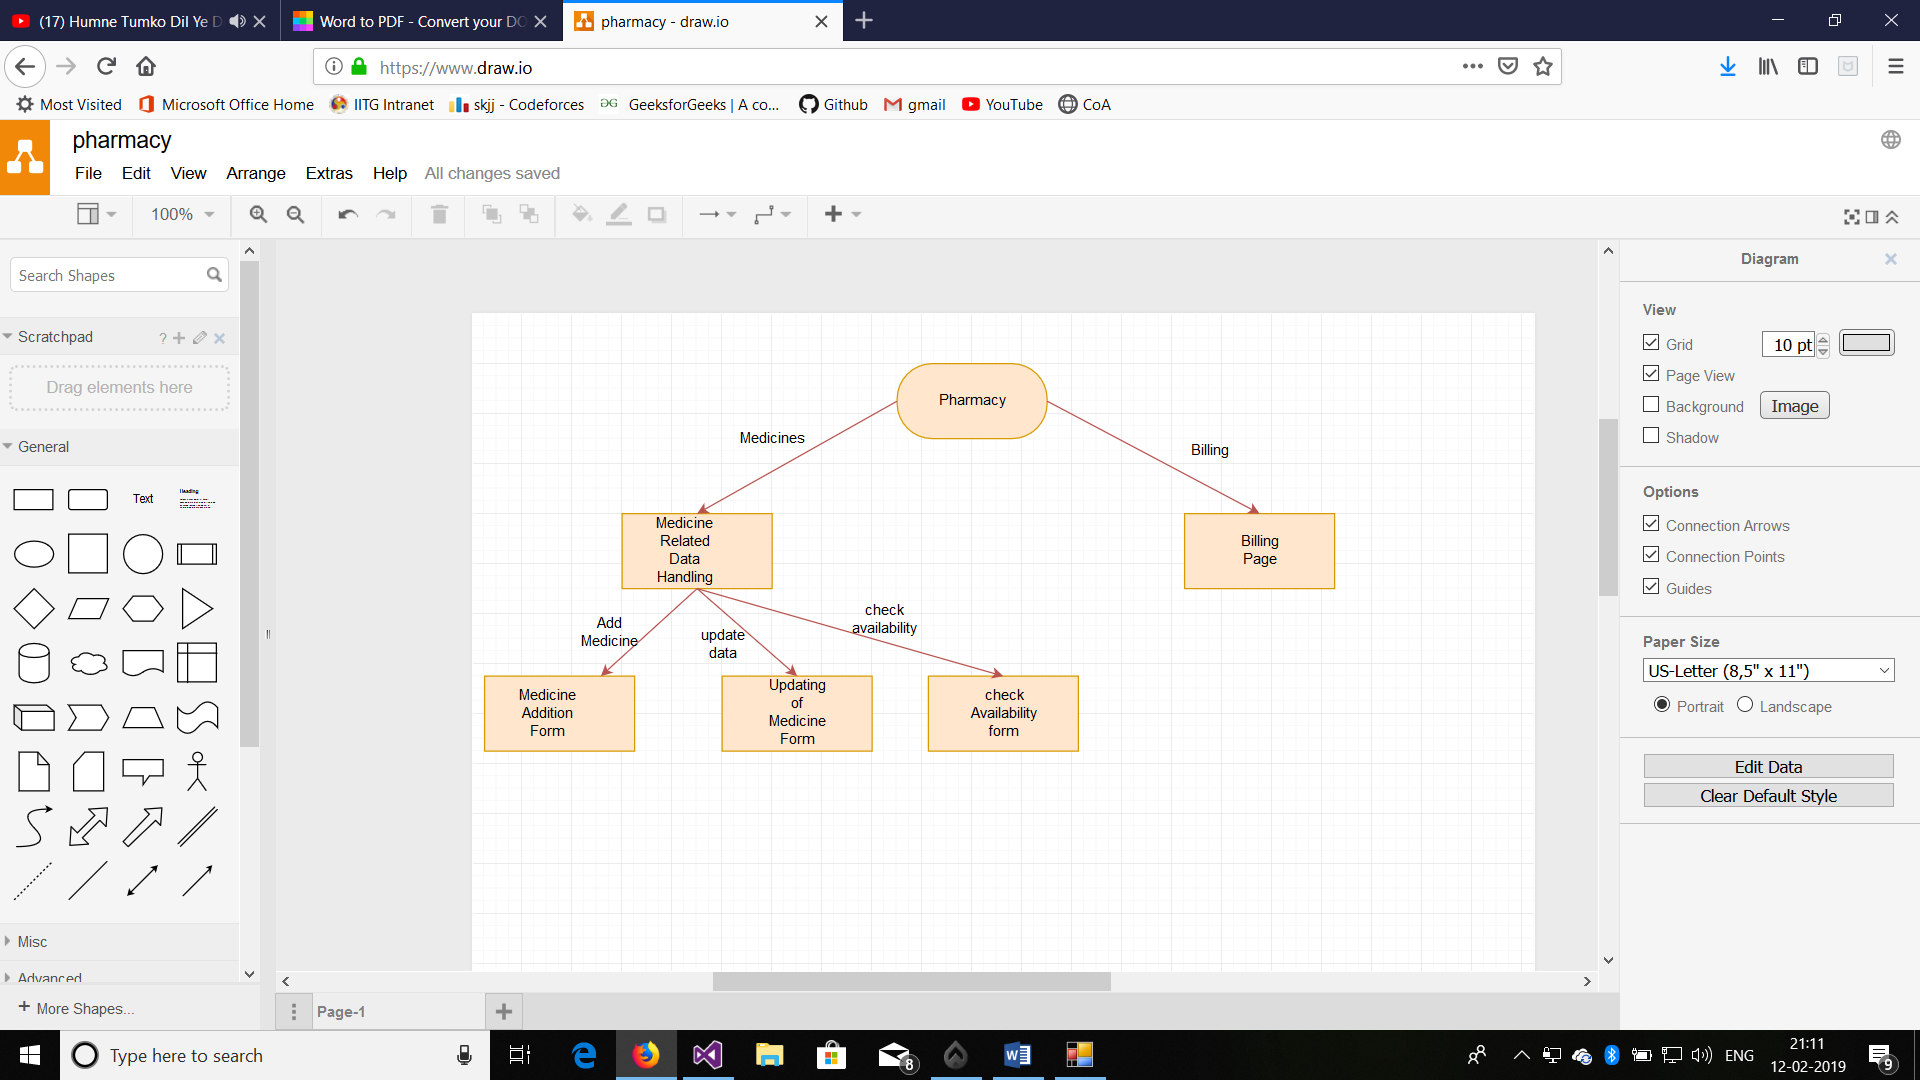 (17) Humne Tumko Dil Ye D
Word to PDF - Convert your DO
pharmacy - draw.io
https://www.draw.io
Most Visited
Microsoft Office Home
IITG Intranet
skjj - Codeforces
GeeksforGeeks | A co...
Github
gmail
YouTube
CoA
pharmacy
File Edit View Arrange Extras Help All changes saved
100%
Search Shapes
Scratchpad
?
Drag elements here
General
Text
Heading
Misc
Advanced
+ More Shapes...
Pharmacy
Medicines
Billing
Medicine
Related
Data
Handling
Billing
Page
Add
Medicine
update
data
check
availability
Medicine
Addition
Form
Updating
of
Medicine
Form
check
Availability
form
Page-1
Diagram
View
Grid
10 pt
Page View
Background
Image
Shadow
Options
Connection Arrows
Connection Points
Guides
Paper Size
US-Letter (8,5" x 11")
Portrait
Landscape
Edit Data
Clear Default Style
Type here to search
8
ENG
21:11
12-02-2019
9